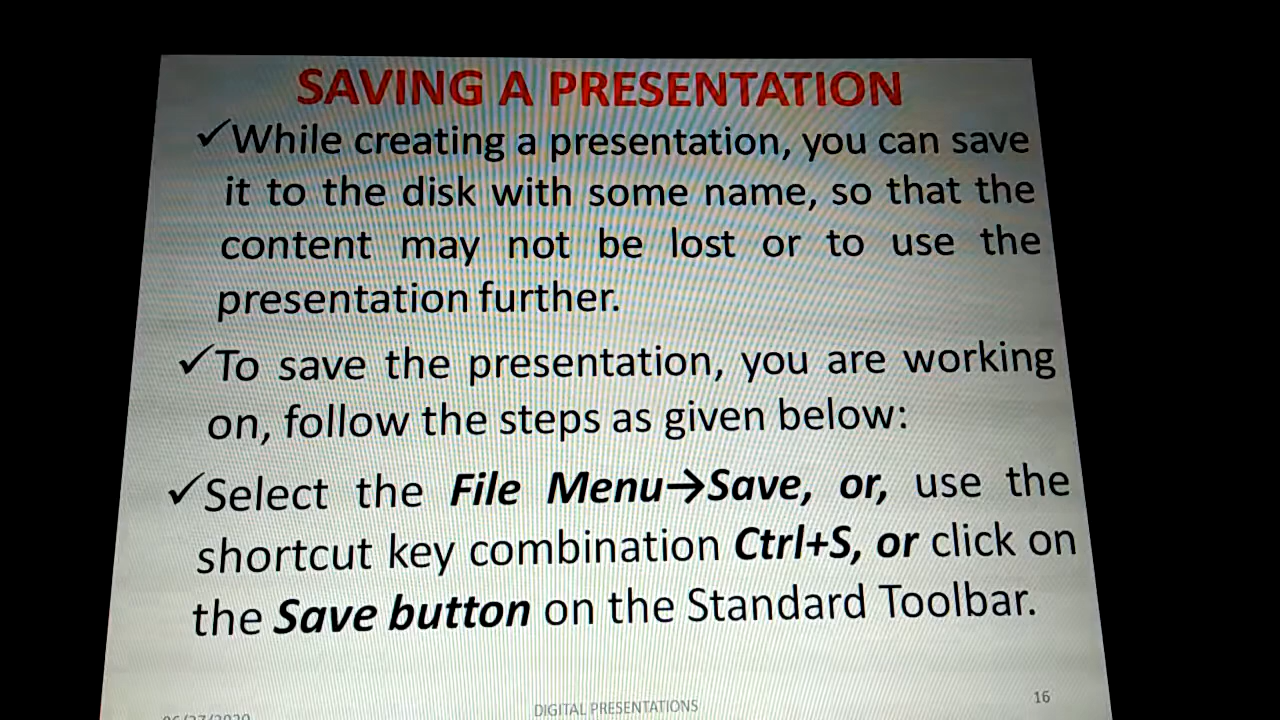 SAVING A PRESENTATION
✓While creating a presentation, you can save
it to the disk with some name, so that the
content may not be lost or to use the
presentation further.
✓To save the presentation, you are working
on, follow the steps as given below:
✓Select the File Menu→Save, or, use the
shortcut key combination Ctrl+S, or click on
the Save button on the Standard Toolbar.
06/27/2020
DIGITAL PRESENTATIONS
16